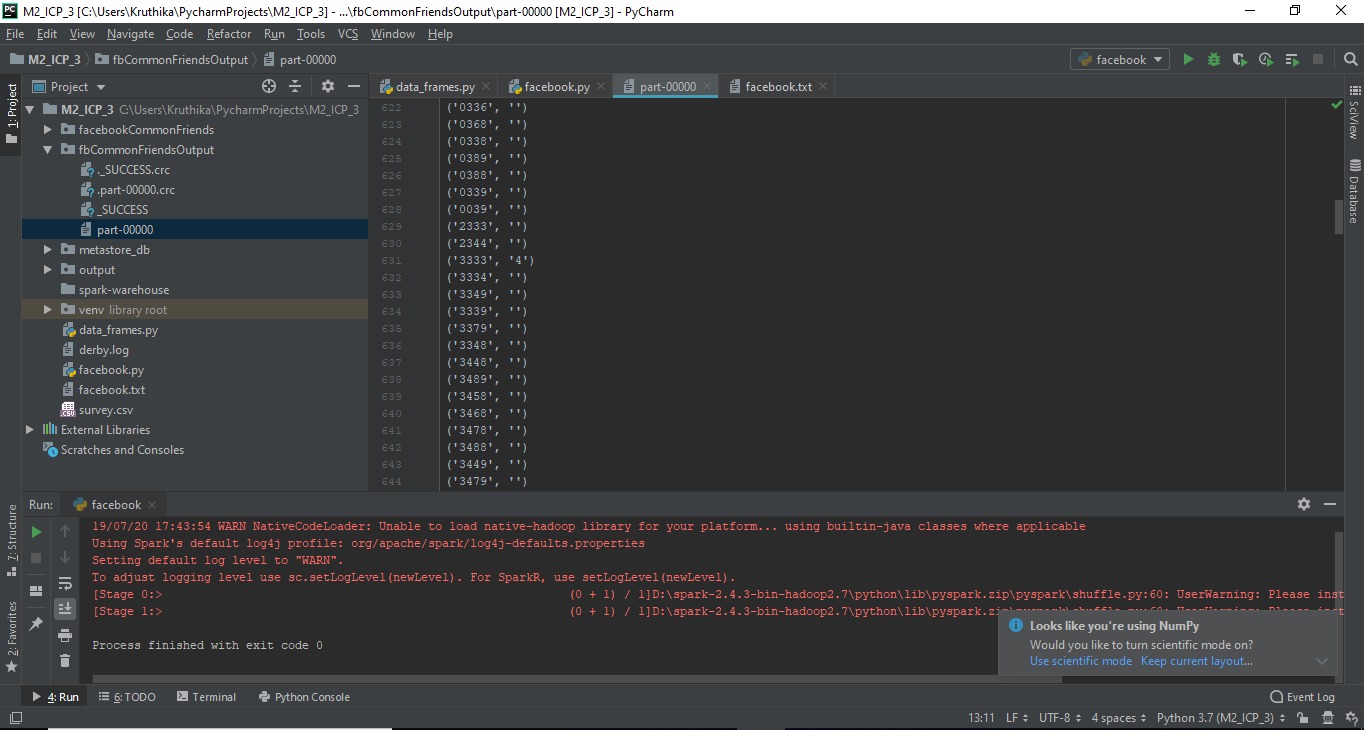 M2_ICP_3 [C:\Users\Kruthika\PycharmProjects\M2_ICP_3] - ...\fbCommonFriendsOutput\part-00000 [M2_ICP_3] - PyCharm
File Edit View Navigate Code Refactor Run Tools VCS Window Help
M2_ICP_3 fbCommonFriendsOutput part-00000
facebook
1: Project
Project
M2_ICP_3 C:\Users\Kruthika\PycharmProjects\M2_ICP_3
facebookCommonFriends
fbCommonFriendsOutput
._SUCCESS.crc
.part-00000.crc
_SUCCESS
part-00000
metastore_db
output
spark-warehouse
venv library root
data_frames.py
derby.log
facebook.py
facebook.txt
survey.csv
External Libraries
Scratches and Consoles
data_frames.py facebook.py part-00000 facebook.txt
622 ('0336', '')
623 ('0368', '')
624 ('0338', '')
625 ('0389', '')
626 ('0388', '')
627 ('0339', '')
628 ('0039', '')
629 ('2333', '')
630 ('2344', '')
631 ('3333', '4')
632 ('3334', '')
633 ('3349', '')
634 ('3339', '')
635 ('3379', '')
636 ('3348', '')
637 ('3448', '')
638 ('3489', '')
639 ('3458', '')
640 ('3468', '')
641 ('3478', '')
642 ('3488', '')
643 ('3449', '')
644 ('3479', '')
SciView
Database
Run: facebook
19/07/20 17:43:54 WARN NativeCodeLoader: Unable to load native-hadoop library for your platform... using builtin-java classes where applicable
Using Spark's default log4j profile: org/apache/spark/log4j-defaults.properties
Setting default log level to "WARN".
To adjust logging level use sc.setLogLevel(newLevel). For SparkR, use setLogLevel(newLevel).
[Stage 0:> (0 + 1) / 1]D:\spark-2.4.3-bin-hadoop2.7\python\lib\pyspark.zip\pyspark\shuffle.py:60: UserWarning: Please inst
[Stage 1:> (0 + 1) / 1]D:\spark-2.4.3-bin-hadoop2.7\python\lib\pyspark.zip\pyspark\shuffle.py:60: UserWarning: Please inst
Process finished with exit code 0
Looks like you're using NumPy
Would you like to turn scientific mode on?
Use scientific mode Keep current layout...
7: Structure
2: Favorites
4: Run 6: TODO Terminal Python Console Event Log
13:11 LF UTF-8 4 spaces Python 3.7 (M2_ICP_3)